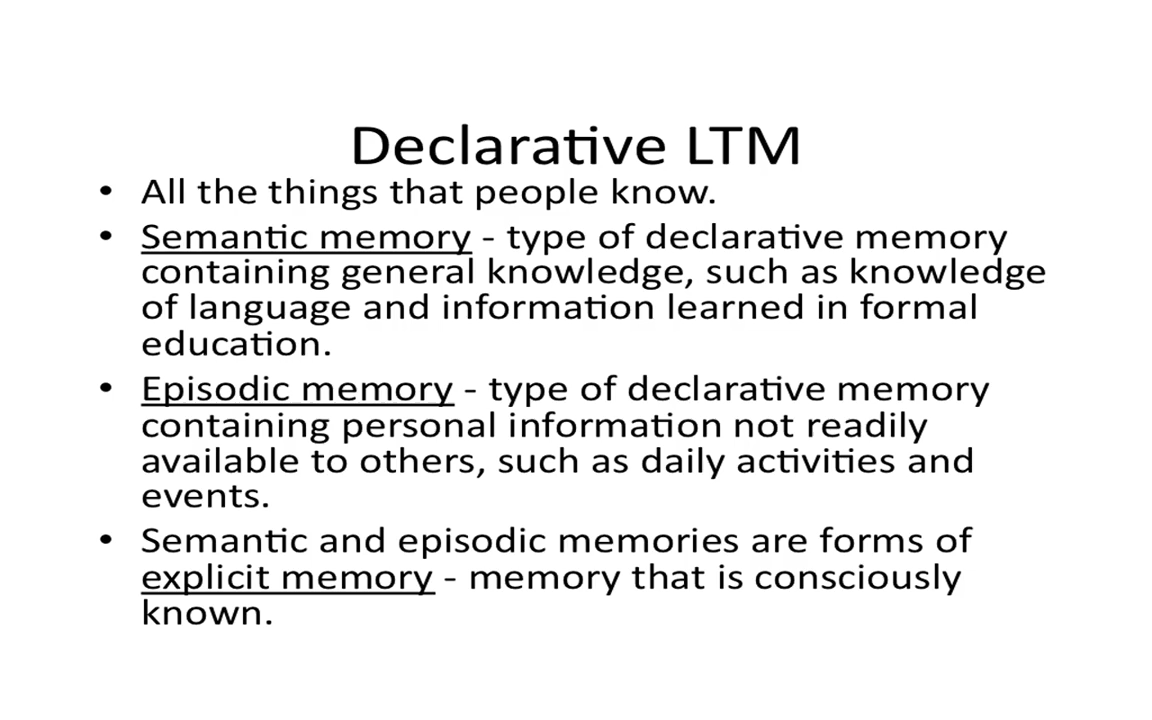 Declarative LTM
• All the things that people know.
• Semantic memory - type of declarative memory
containing general knowledge, such as knowledge
of language and information learned in formal
education.
• Episodic memory - type of declarative memory
containing personal information not readily
available to others, such as daily activities and
events.
• Semantic and episodic memories are forms of
explicit memory - memory that is consciously
known.